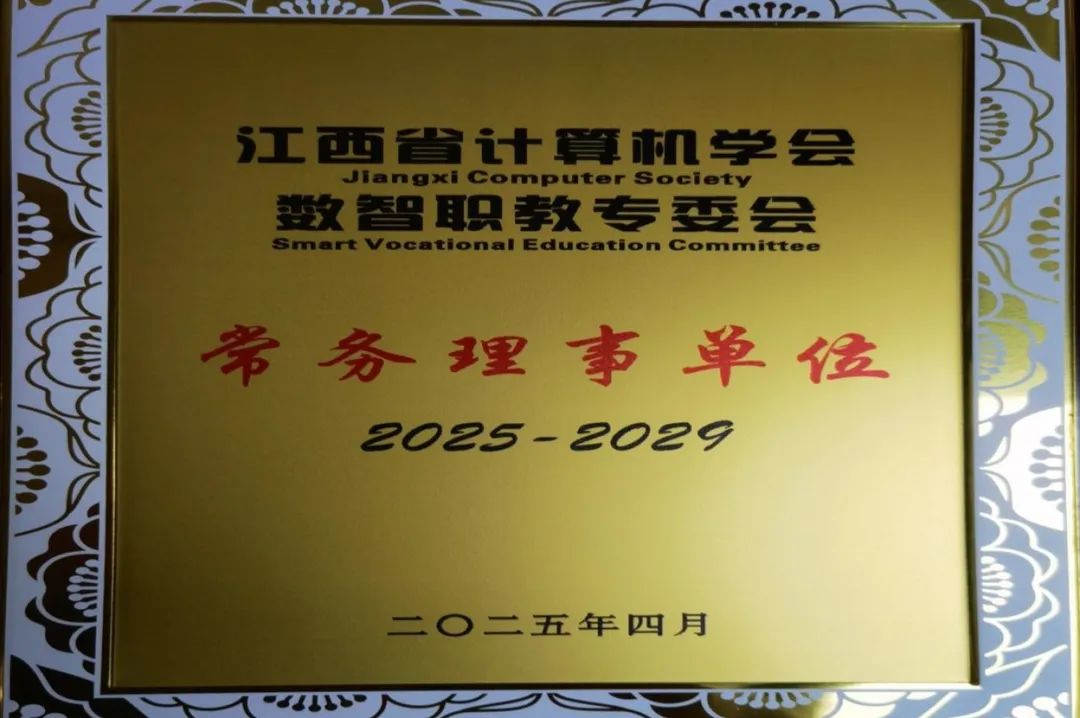 江西省计算机学会
Jiangxi Computer Society
数智职教专委会
Smart Vocational Education Committee
常务理事单位
2025-2029
二〇二五年四月